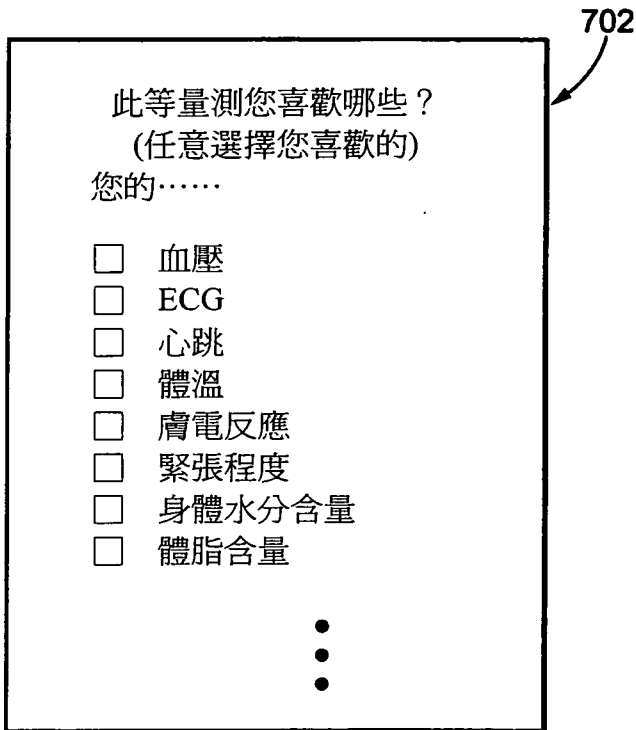 702
此等量測您喜歡哪些？
(任意選擇您喜歡的)
您的……
血壓
ECG
心跳
體溫
膚電反應
緊張程度
身體水分含量
體脂含量